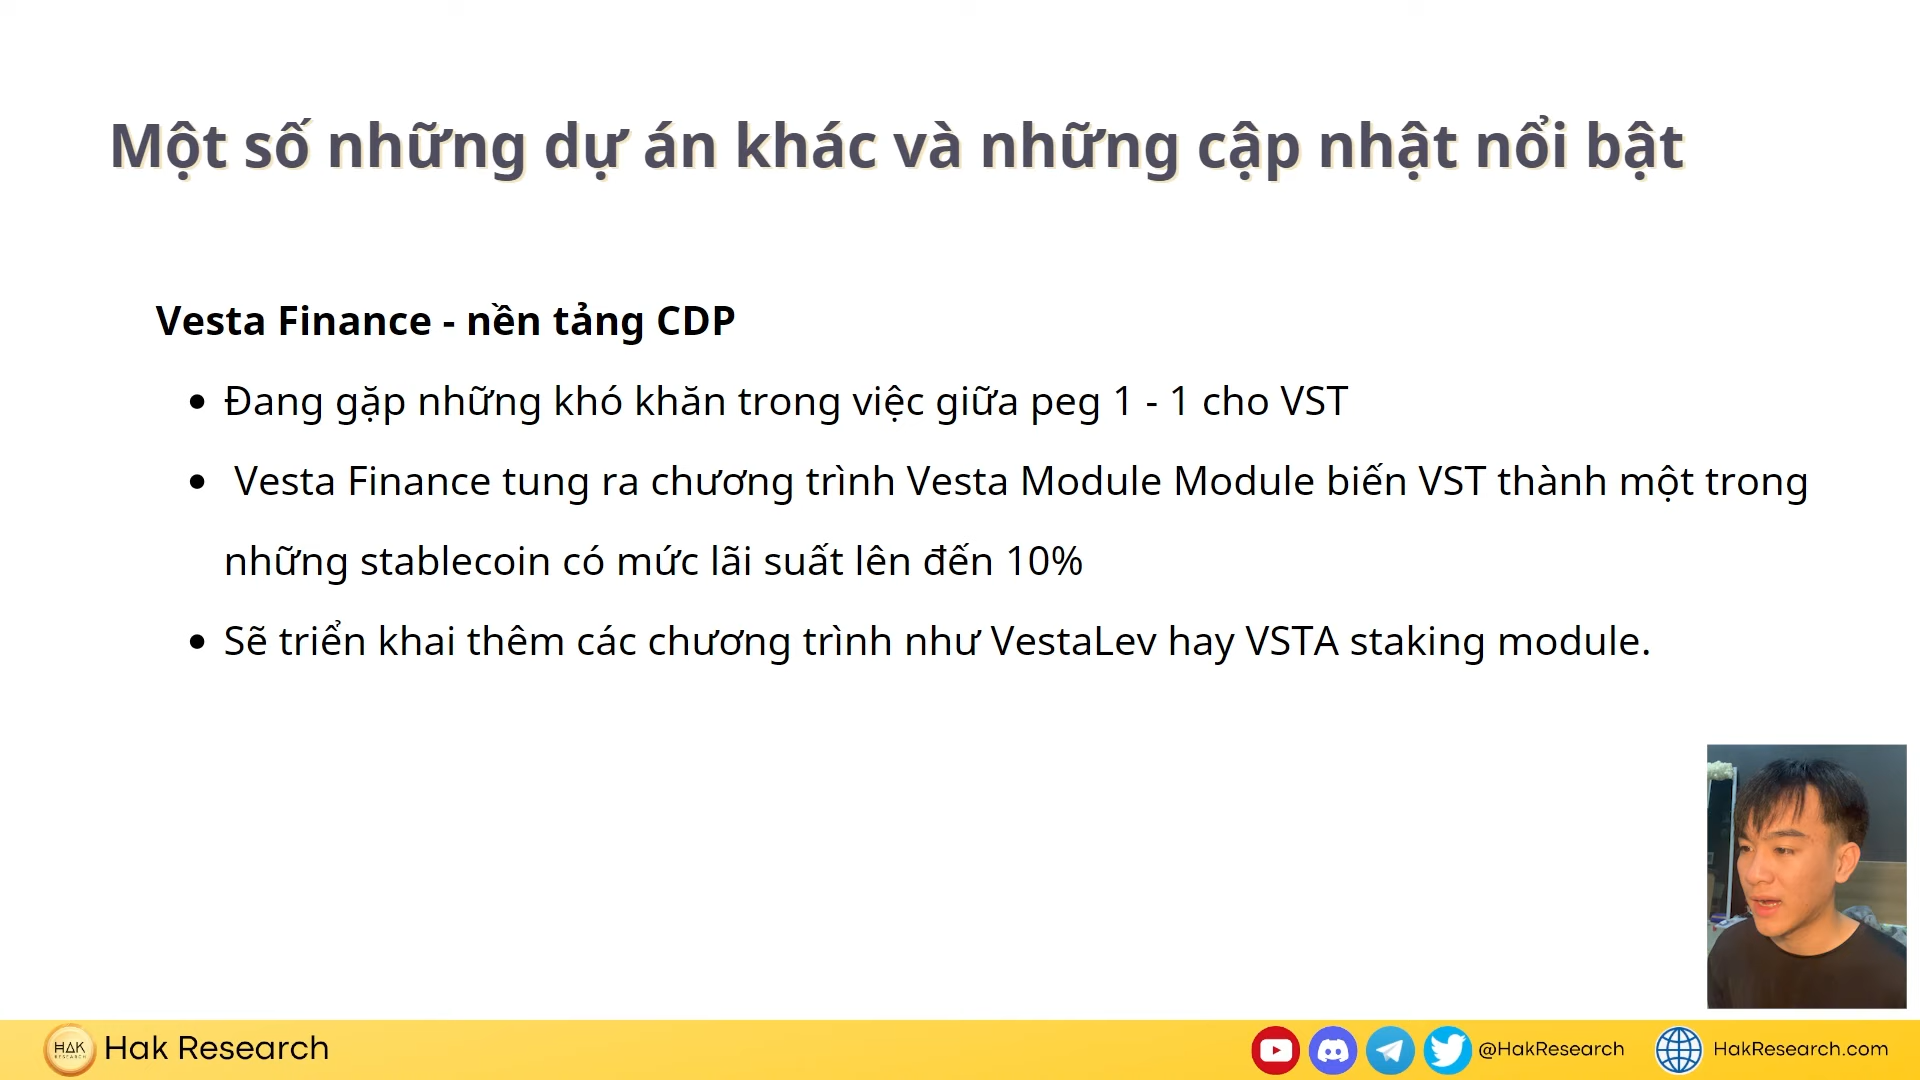 Một số những dự án khác và những cập nhật nổi bật
Vesta Finance - nền tảng CDP
• Đang gặp những khó khăn trong việc giữa peg 1 - 1 cho VST
• Vesta Finance tung ra chương trình Vesta Module Module biến VST thành một trong
những stablecoin có mức lãi suất lên đến 10%
• Sẽ triển khai thêm các chương trình như VestaLev hay VSTA staking module.
HAK
RESEARCH
Hak Research
@HakResearch
HakResearch.com